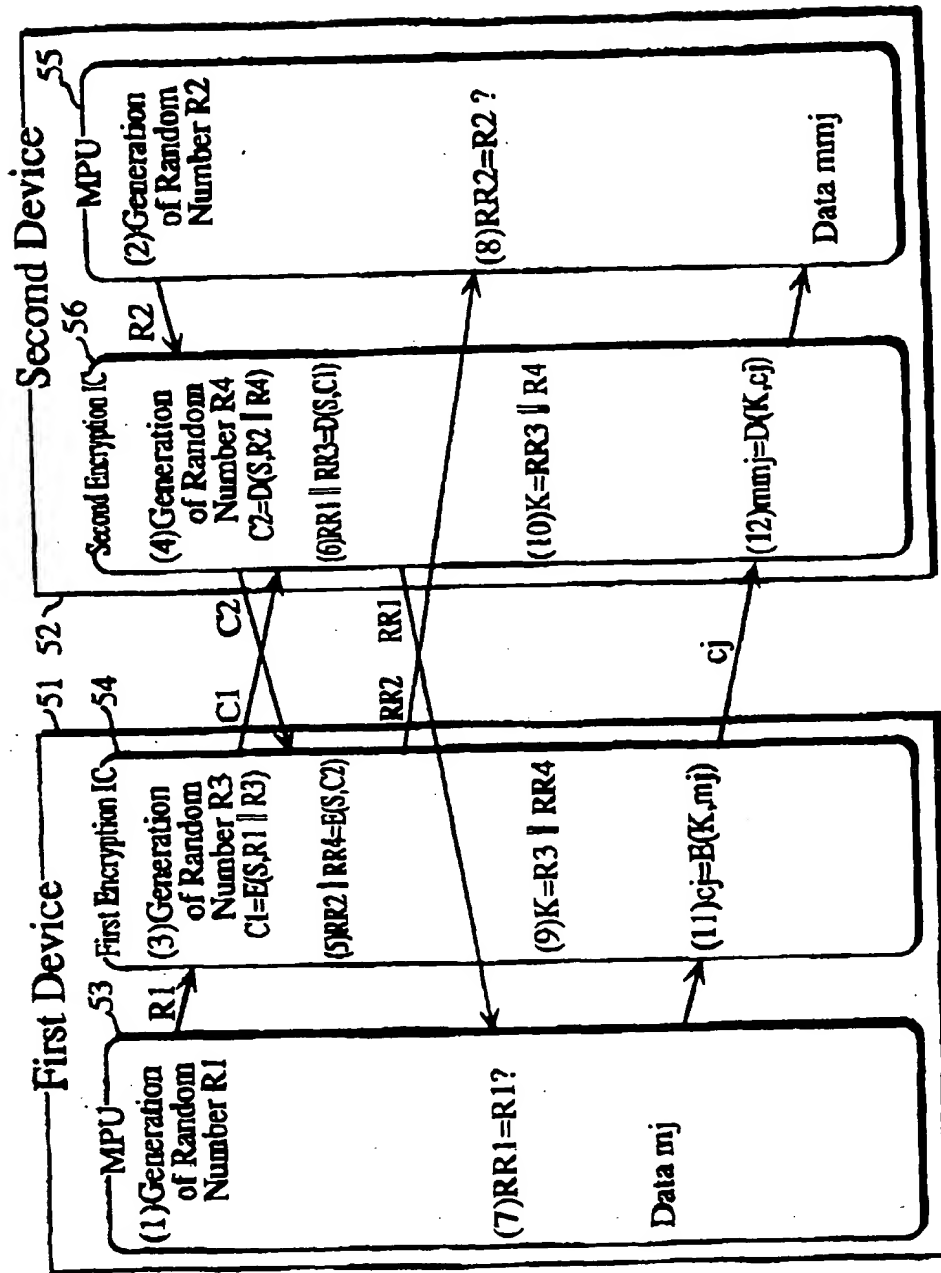 First Device
51
MPU
53
(1)Generation
of Random
Number R1
(7)RR1=R1?
Data mj
R1
First Encryption IC
54
(3)Generation
of Random
Number R3
C1=E(S,R1 || R3)
(5)RR2 || RR4=E(S,C2)
(9)K=R3 || RR4
(11)cj=E(K,mj)
C1
C2
RR2
RR1
cj
Second Device
52
Second Encryption IC
56
(4)Generation
of Random
Number R4
C2=D(S,R2 || R4)
(6)RR1 || RR3=D(S,C1)
(10)K=RR3 || R4
(12)mmj=D(K,cj)
R2
MPU
55
(2)Generation
of Random
Number R2
(8)RR2=R2 ?
Data mmj